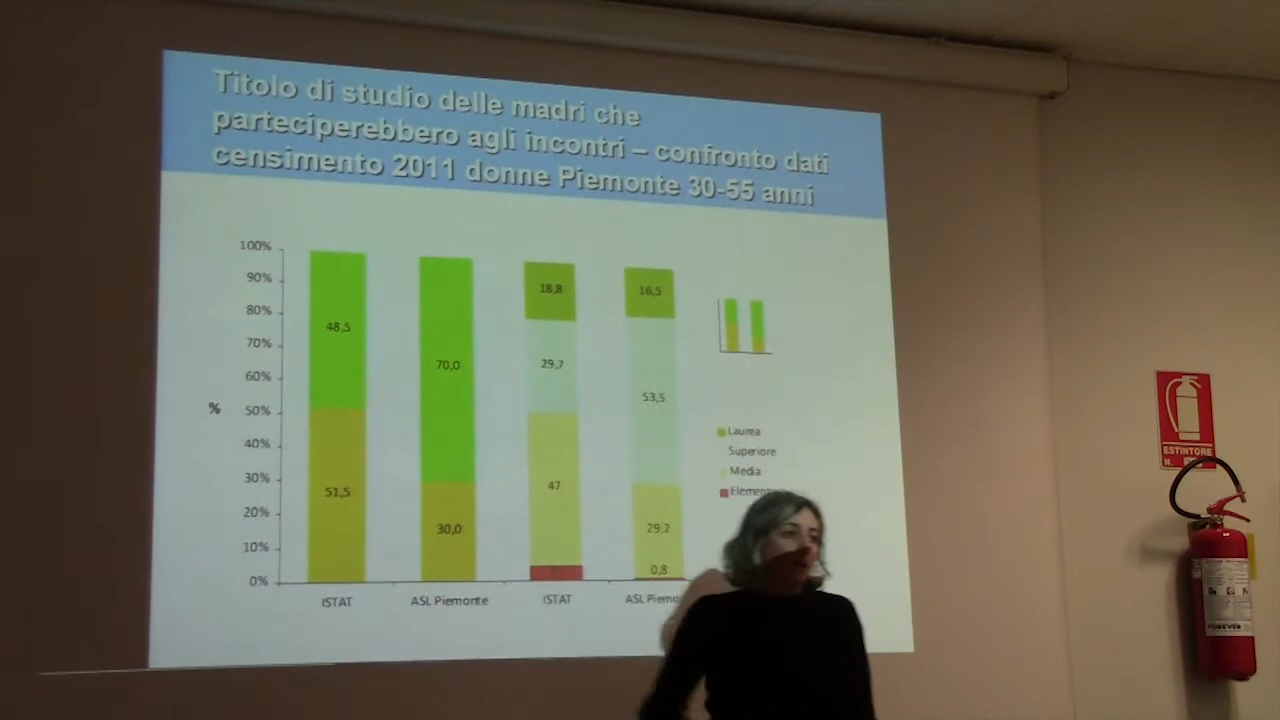 Titolo di studio delle madri che
parteciperebbero agli incontri – confronto dati
censimento 2011 donne Piemonte 30-55 anni
100%
90%
80%
70%
60%
50%
40%
30%
20%
10%
0%
%
48,5
51,5
70,0
30,0
18,8
29,7
47
16,5
53,5
29,2
0,8
ISTAT
ASL Piemonte
ISTAT
ASL
Laurea
Superiore
Media
ESTINTORE
N.
FOREVER